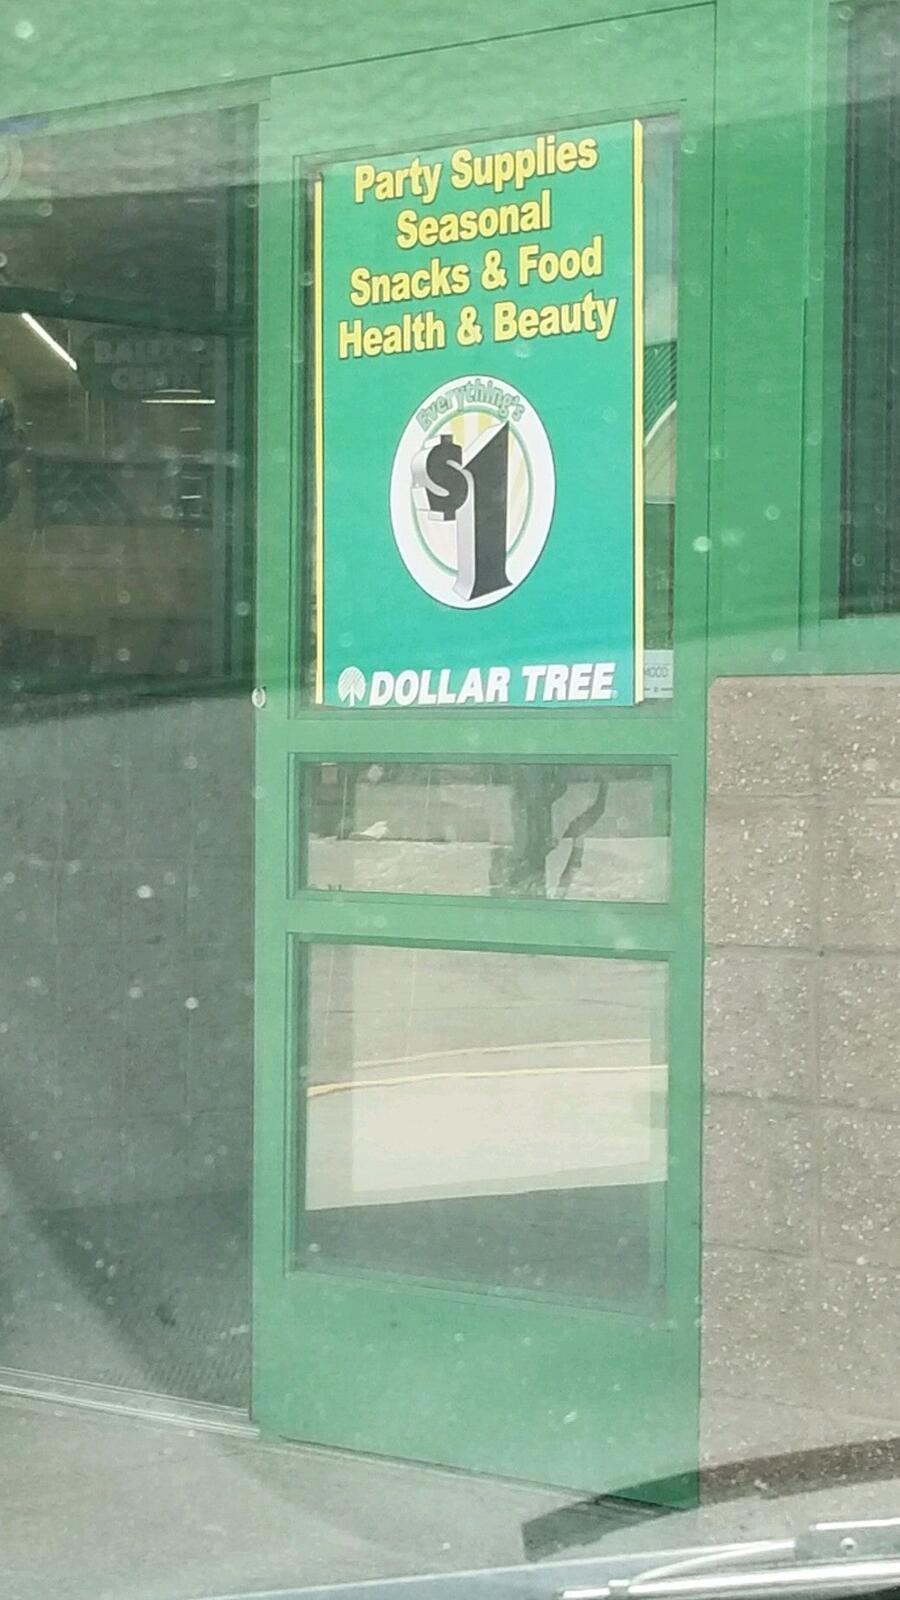 Party Supplies
Seasonal
Snacks & Food
Health & Beauty
Everything's
$1
DOLLAR TREE